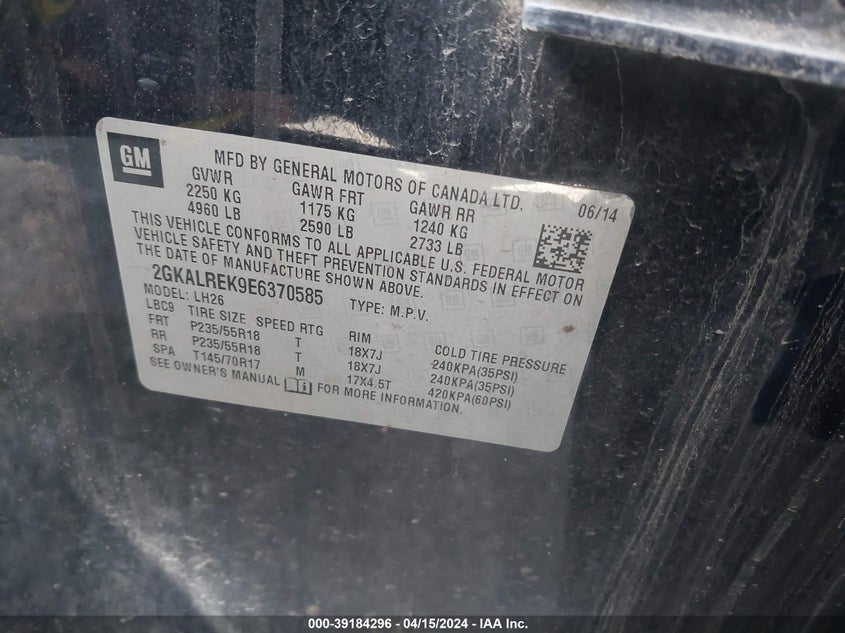 GM
MFD BY GENERAL MOTORS OF CANADA LTD.
GVWR GAWR FRT GAWR RR 06/14
2250 KG 1175 KG 1240 KG
4960 LB 2590 LB 2733 LB
THIS VEHICLE CONFORMS TO ALL APPLICABLE U.S. FEDERAL MOTOR
VEHICLE SAFETY AND THEFT PREVENTION STANDARDS IN EFFECT ON
THE DATE OF MANUFACTURE SHOWN ABOVE.
2GKALREK9E6370585 TYPE: M.P.V.
MODEL: LH26
LBC9 TIRE SIZE SPEED RTG RIM COLD TIRE PRESSURE
FRT P235/55R18 T 18X7J 240KPA(35PSI)
RR P235/55R18 T 18X7J 240KPA(35PSI)
SPA T145/70R17 M 17X4.5T 420KPA(60PSI)
SEE OWNER'S MANUAL FOR MORE INFORMATION.
000-39184296 - 04/15/2024 - IAA Inc.